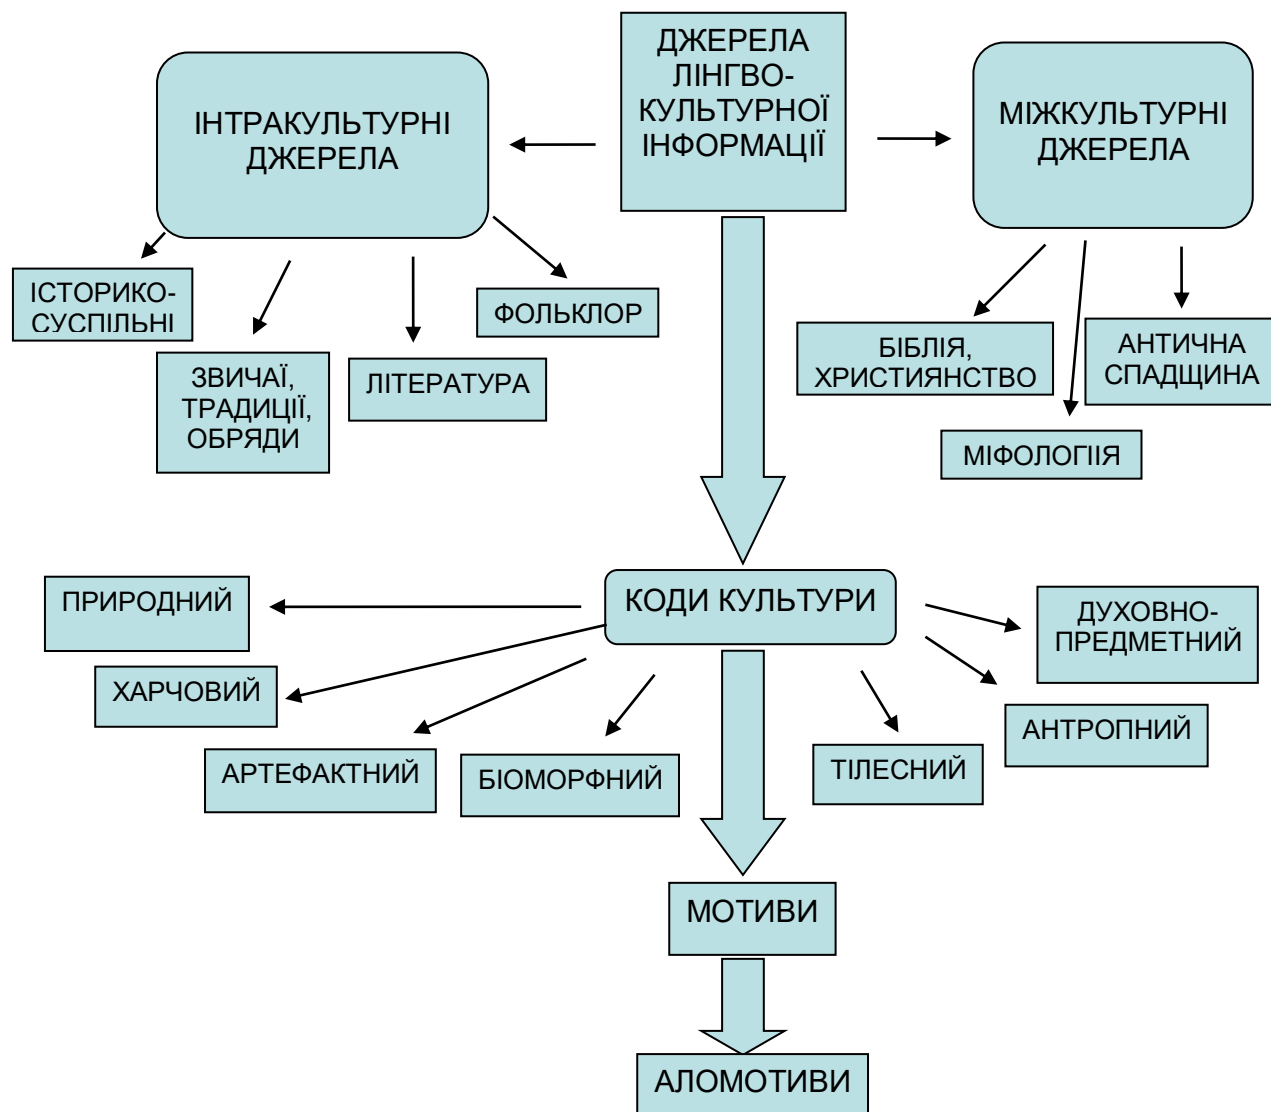 ДЖЕРЕЛА
ЛІНГВО-
КУЛЬТУРНОЇ
ІНФОРМАЦІЇ
ІНТРАКУЛЬТУРНІ
ДЖЕРЕЛА
МІЖКУЛЬТУРНІ
ДЖЕРЕЛА
ІСТОРИКО-
СУСПІЛЬНІ
ЗВИЧАЇ,
ТРАДИЦІЇ,
ОБРЯДИ
ЛІТЕРАТУРА
ФОЛЬКЛОР
БІБЛІЯ,
ХРИСТИЯНСТВО
МІФОЛОГІІЯ
АНТИЧНА
СПАДЩИНА
КОДИ КУЛЬТУРИ
ПРИРОДНИЙ
ХАРЧОВИЙ
АРТЕФАКТНИЙ
БІОМОРФНИЙ
ТІЛЕСНИЙ
АНТРОПНИЙ
ДУХОВНО-
ПРЕДМЕТНИЙ
МОТИВИ
АЛОМОТИВИ